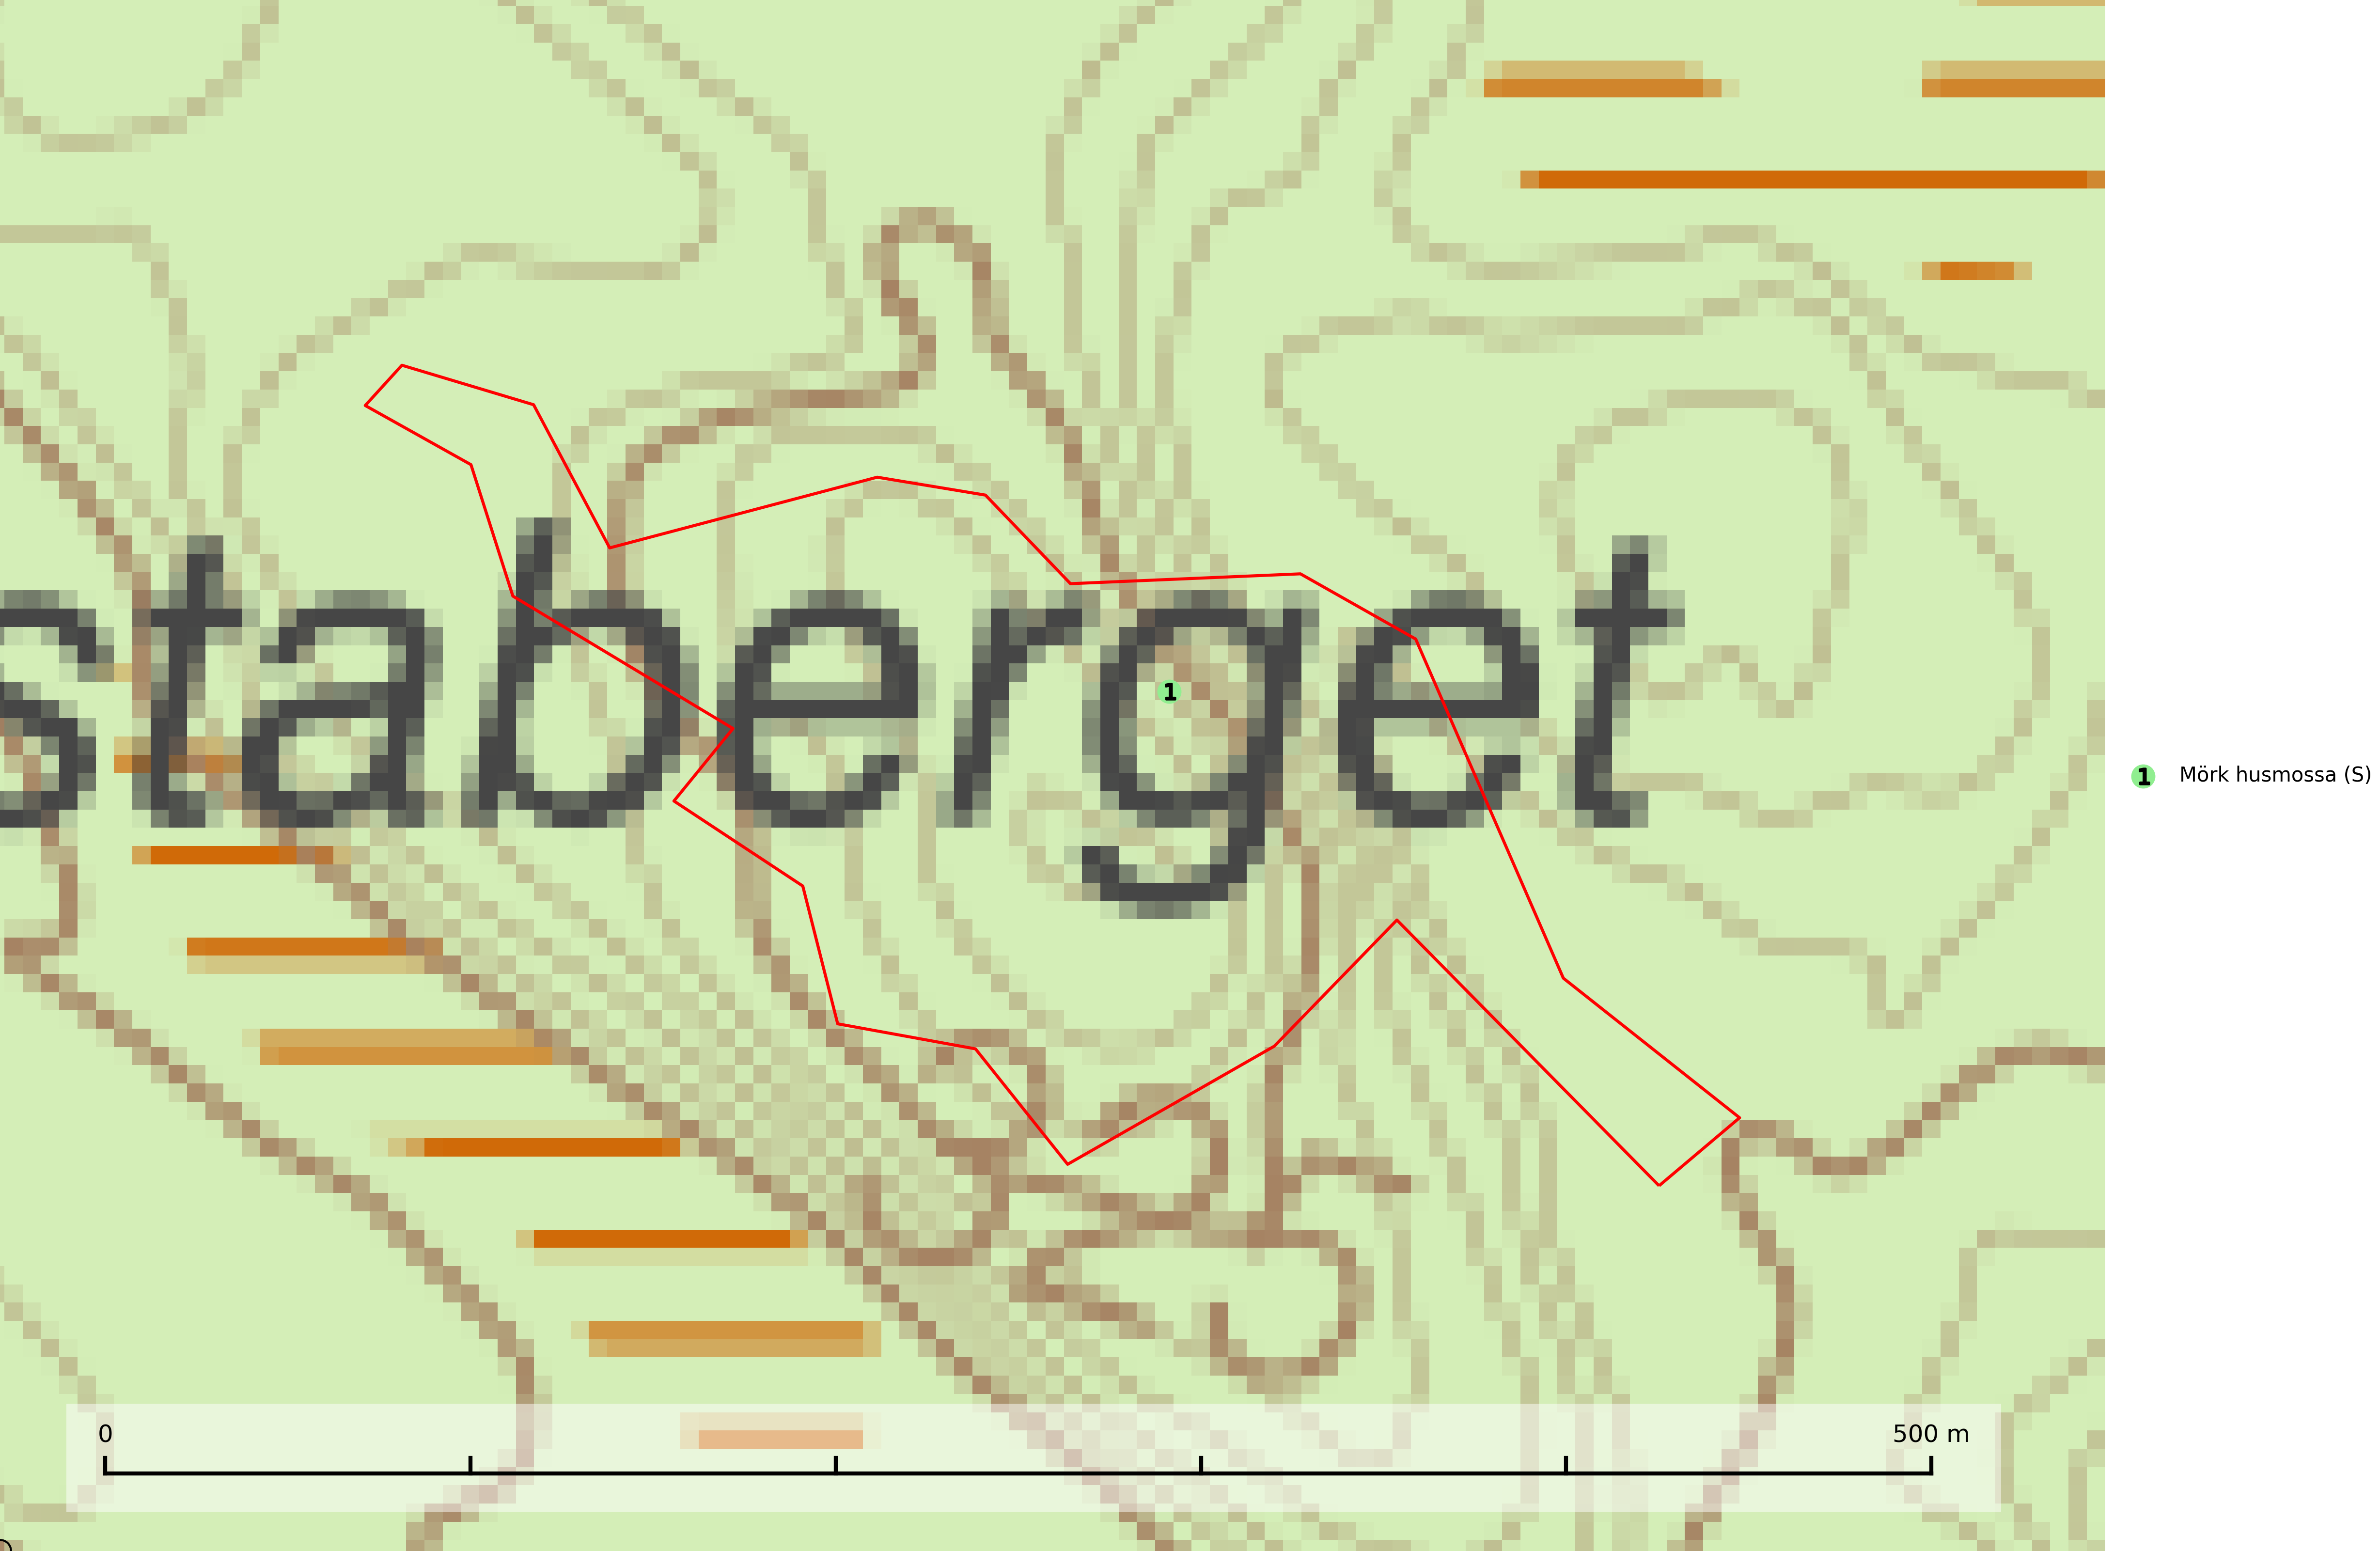 staberget
1
1 Mörk husmossa (S)
0 500 m